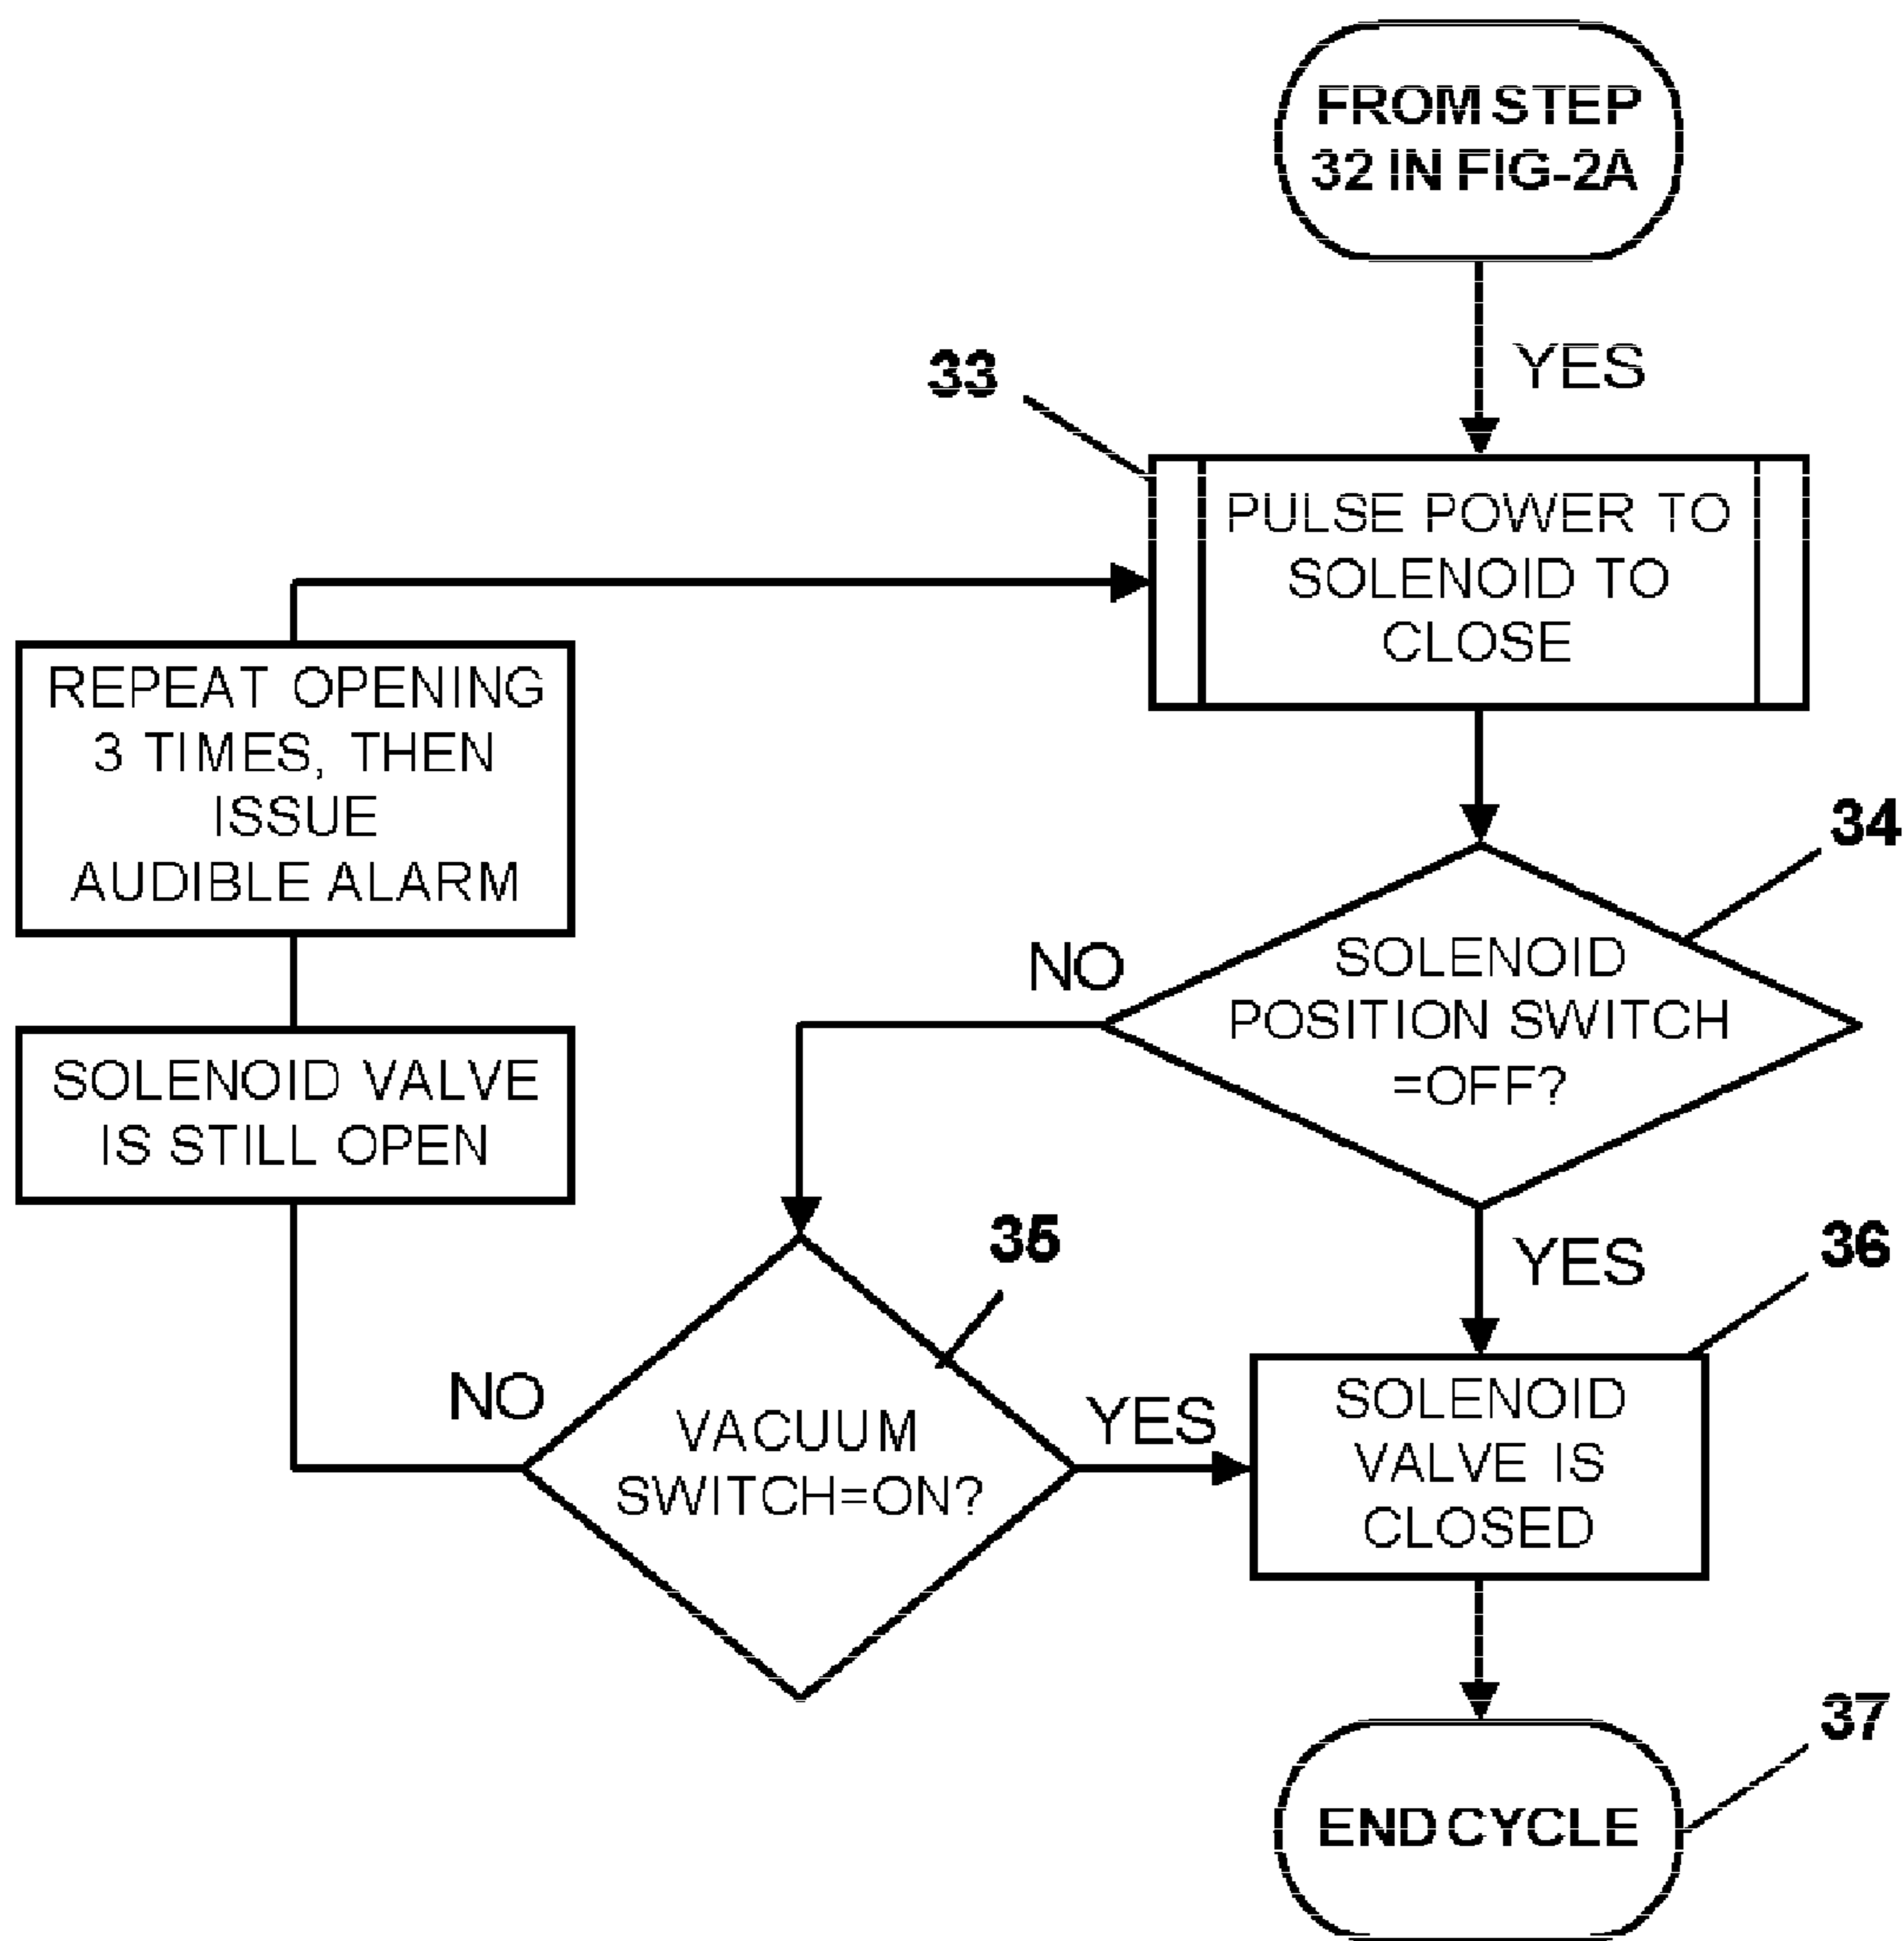 FROM STEP
32 IN FIG-2A
YES
33
PULSE POWER TO
SOLENOID TO
CLOSE
REPEAT OPENING
3 TIMES, THEN
ISSUE
AUDIBLE ALARM
34
NO
SOLENOID
POSITION SWITCH
=OFF?
SOLENOID VALVE
IS STILL OPEN
35
YES
36
NO
VACUUM
SWITCH=ON?
YES
SOLENOID
VALVE IS
CLOSED
37
END CYCLE